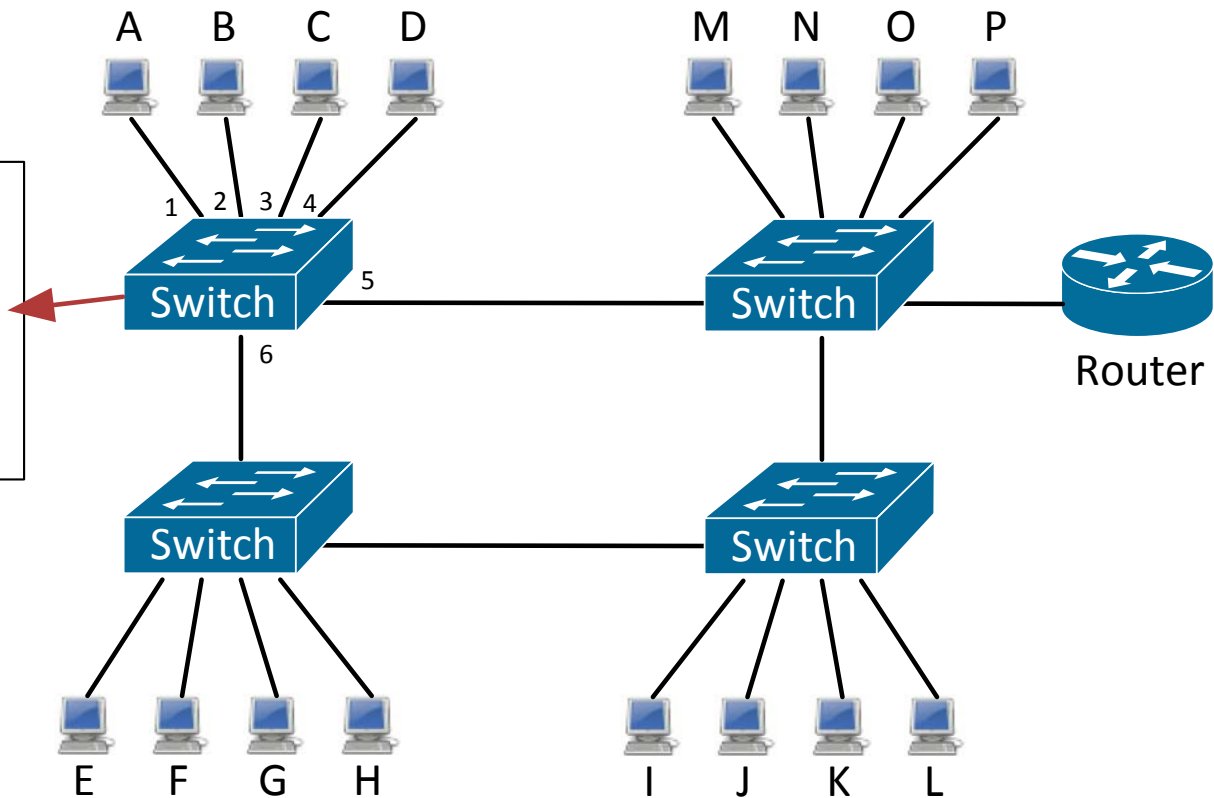 A B C D M N O P
1 2 3 4
5
Switch Switch
6
Router
Switch Switch
E F G H I J K L